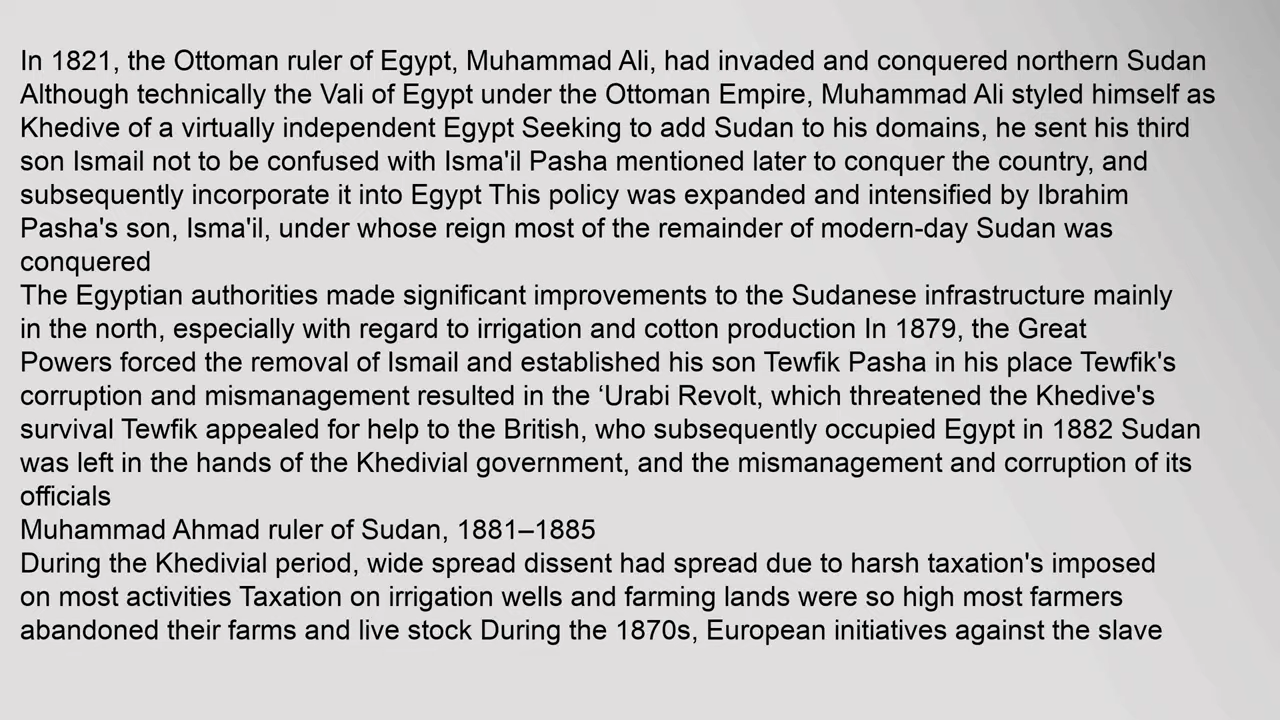 In 1821, the Ottoman ruler of Egypt, Muhammad Ali, had invaded and conquered northern Sudan
Although technically the Vali of Egypt under the Ottoman Empire, Muhammad Ali styled himself as
Khedive of a virtually independent Egypt Seeking to add Sudan to his domains, he sent his third
son Ismail not to be confused with Isma'il Pasha mentioned later to conquer the country, and
subsequently incorporate it into Egypt This policy was expanded and intensified by Ibrahim
Pasha's son, Isma'il, under whose reign most of the remainder of modern-day Sudan was
conquered
The Egyptian authorities made significant improvements to the Sudanese infrastructure mainly
in the north, especially with regard to irrigation and cotton production In 1879, the Great
Powers forced the removal of Ismail and established his son Tewfik Pasha in his place Tewfik's
corruption and mismanagement resulted in the ‘Urabi Revolt, which threatened the Khedive's
survival Tewfik appealed for help to the British, who subsequently occupied Egypt in 1882 Sudan
was left in the hands of the Khedivial government, and the mismanagement and corruption of its
officials
Muhammad Ahmad ruler of Sudan, 1881–1885
During the Khedivial period, wide spread dissent had spread due to harsh taxation's imposed
on most activities Taxation on irrigation wells and farming lands were so high most farmers
abandoned their farms and live stock During the 1870s, European initiatives against the slave